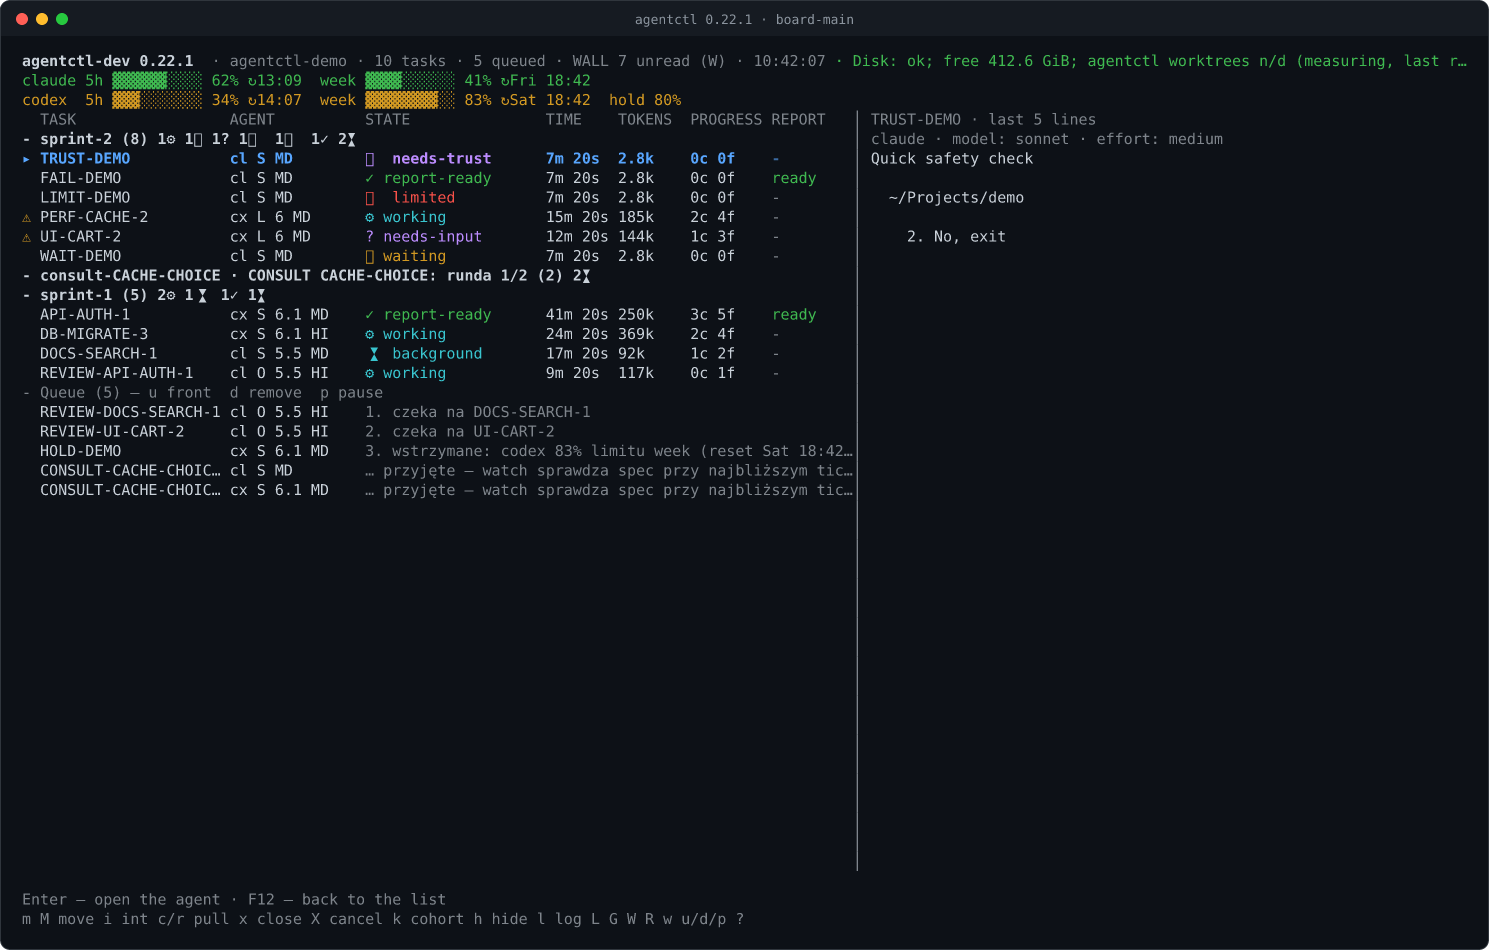 agentctl 0.22.1 · board-main
agentctl-dev 0.22.1 · agentctl-demo · 10 tasks · 5 queued · WALL 7 unread (W) · 10:42:07 · Disk: ok; free 412.6 GiB; agentctl worktrees n/d (measuring, last r…
claude 5h ▓▓▓▓▓▓░░░░ 62% ↻13:09 week ▓▓▓▓░░░░░░ 41% ↻Fri 18:42
codex 5h ▓▓▓░░░░░░░ 34% ↻14:07 week ▓▓▓▓▓▓▓▓░░ 83% ↻Sat 18:42 hold 80%
TASK AGENT STATE TIME TOKENS PROGRESS REPORT
- sprint-2 (8) 1⚙ 1▯ 1? 1▯ 1▯ 1✓ 2⧗
▸ TRUST-DEMO cl S MD ▯ needs-trust 7m 20s 2.8k 0c 0f -
FAIL-DEMO cl S MD ✓ report-ready 7m 20s 2.8k 0c 0f ready
LIMIT-DEMO cl S MD ▯ limited 7m 20s 2.8k 0c 0f -
⚠ PERF-CACHE-2 cx L 6 MD ⚙ working 15m 20s 185k 2c 4f -
⚠ UI-CART-2 cx L 6 MD ? needs-input 12m 20s 144k 1c 3f -
WAIT-DEMO cl S MD ▯ waiting 7m 20s 2.8k 0c 0f -
- consult-CACHE-CHOICE · CONSULT CACHE-CHOICE: runda 1/2 (2) 2⧗
- sprint-1 (5) 2⚙ 1⧗ 1✓ 1⧗
API-AUTH-1 cx S 6.1 MD ✓ report-ready 41m 20s 250k 3c 5f ready
DB-MIGRATE-3 cx S 6.1 HI ⚙ working 24m 20s 369k 2c 4f -
DOCS-SEARCH-1 cl S 5.5 MD ⧗ background 17m 20s 92k 1c 2f -
REVIEW-API-AUTH-1 cl O 5.5 HI ⚙ working 9m 20s 117k 0c 1f -
- Queue (5) — u front d remove p pause
REVIEW-DOCS-SEARCH-1 cl O 5.5 HI 1. czeka na DOCS-SEARCH-1
REVIEW-UI-CART-2 cl O 5.5 HI 2. czeka na UI-CART-2
HOLD-DEMO cx S 6.1 MD 3. wstrzymane: codex 83% limitu week (reset Sat 18:42…
CONSULT-CACHE-CHOIC… cl S MD … przyjęte — watch sprawdza spec przy najbliższym tic…
CONSULT-CACHE-CHOIC… cx S 6.1 MD … przyjęte — watch sprawdza spec przy najbliższym tic…
TRUST-DEMO · last 5 lines
claude · model: sonnet · effort: medium
Quick safety check
~/Projects/demo
2. No, exit
Enter — open the agent · F12 — back to the list
m M move i int c/r pull x close X cancel k cohort h hide l log L G W R w u/d/p ?